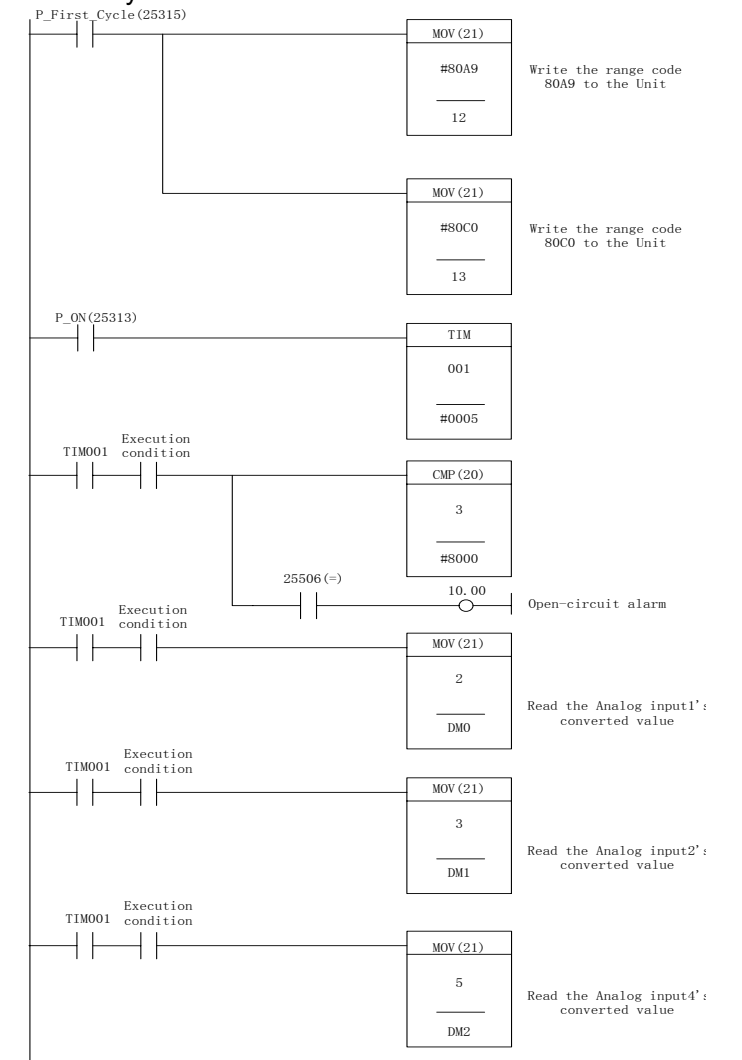 P_First_Cycle(25315)
MOV(21)
#80A9
12
Write the range code
80A9 to the Unit
MOV(21)
#80C0
13
Write the range code
80C0 to the Unit
P_ON(25313)
TIM
001
#0005
TIM001
Execution
condition
CMP(20)
3
#8000
25506(=)
10.00
Open-circuit alarm
TIM001
Execution
condition
MOV(21)
2
DM0
Read the Analog input1's
converted value
TIM001
Execution
condition
MOV(21)
3
DM1
Read the Analog input2's
converted value
TIM001
Execution
condition
MOV(21)
5
DM2
Read the Analog input4's
converted value